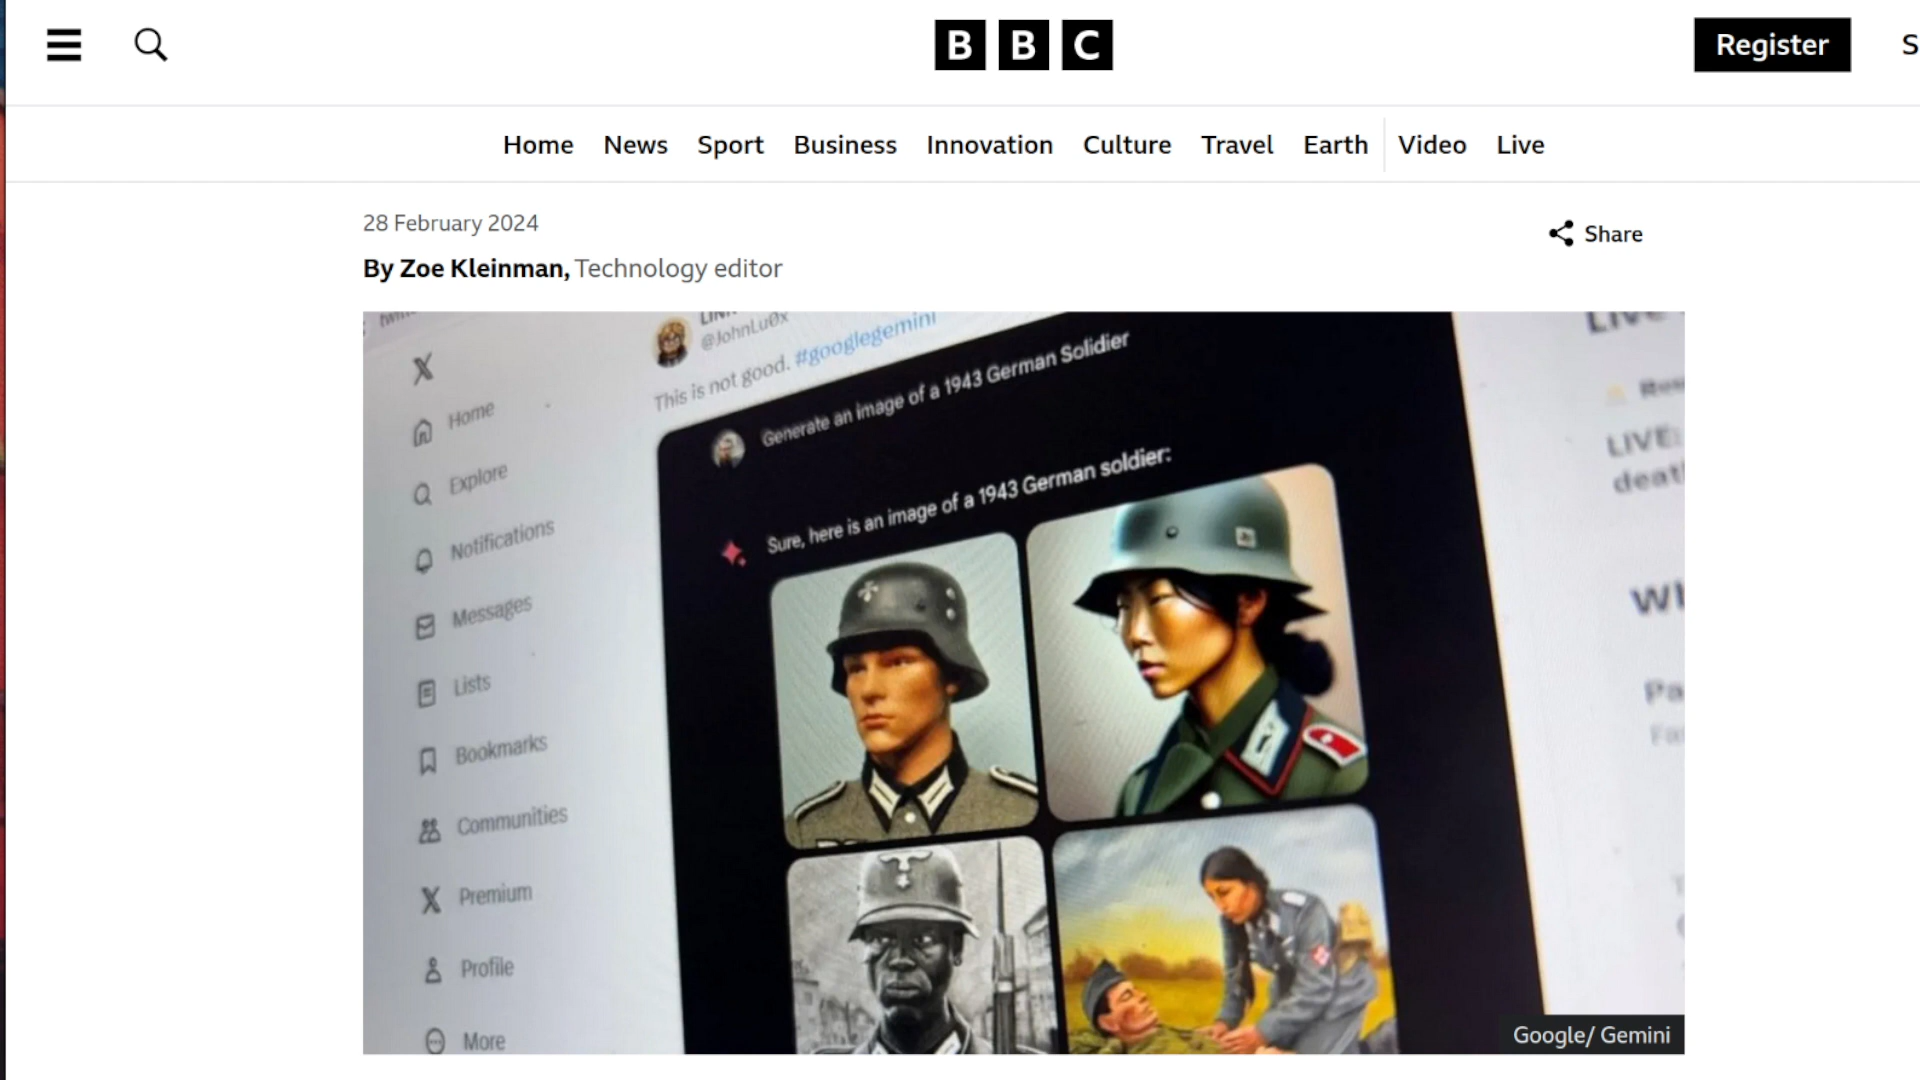 BBC
Register
S
Home News Sport Business Innovation Culture Travel Earth Video Live
28 February 2024
Share
By Zoe Kleinman, Technology editor
@JohnLu0x
This is not good. #googlegemini
Generate an image of a 1943 German Solidier
Sure, here is an image of a 1943 German soldier:
X
Home
Explore
Notifications
Messages
Lists
Bookmarks
Communities
Premium
Profile
More
LIVE:
Google/ Gemini